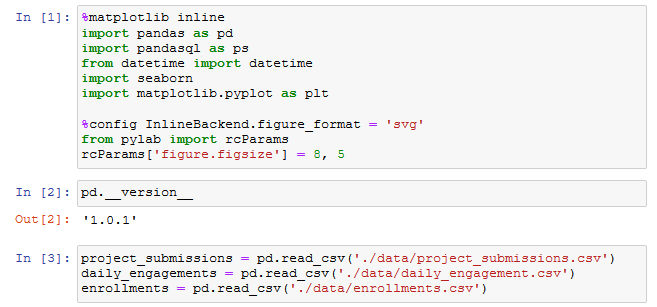 In [1]: %matplotlib inline
import pandas as pd
import pandasql as ps
from datetime import datetime
import seaborn
import matplotlib.pyplot as plt
%config InlineBackend.figure_format = 'svg'
from pylab import rcParams
rcParams['figure.figsize'] = 8, 5
In [2]: pd.__version__
Out[2]: '1.0.1'
In [3]: project_submissions = pd.read_csv('./data/project_submissions.csv')
daily_engagements = pd.read_csv('./data/daily_engagement.csv')
enrollments = pd.read_csv('./data/enrollments.csv')